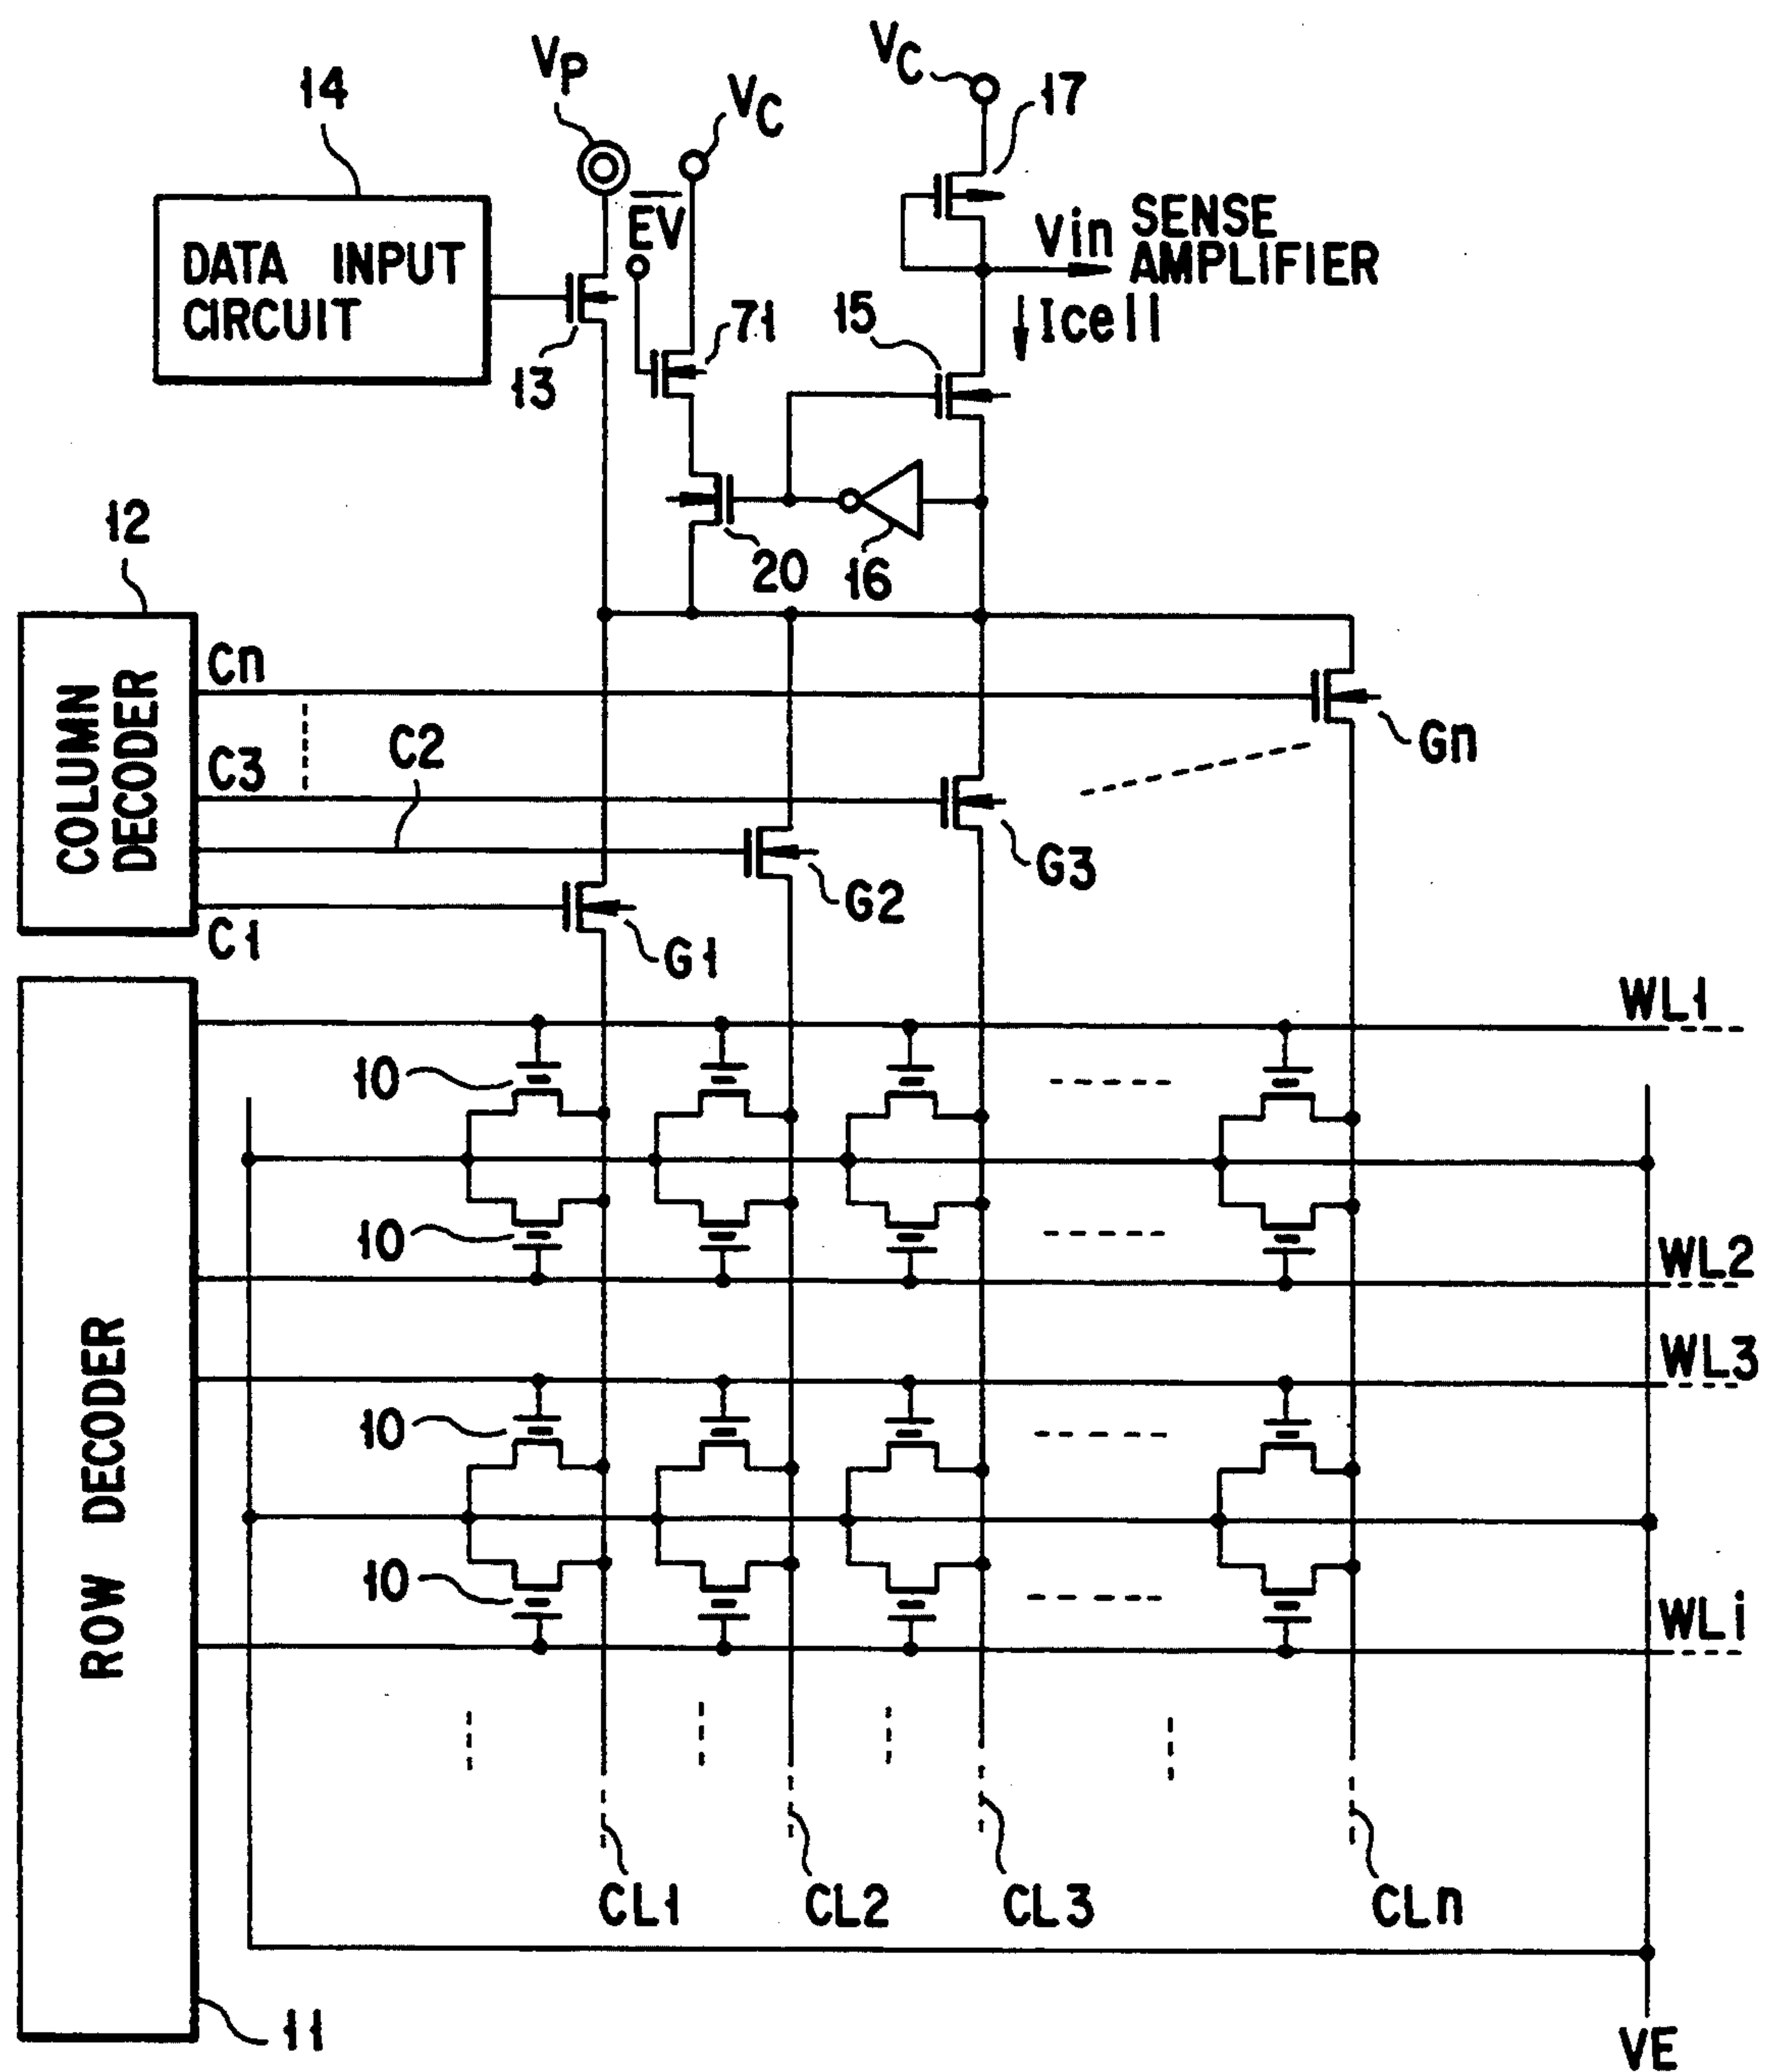 14
VP
VC
VC
17
DATA INPUT
CIRCUIT
E̅V̅
Vin SENSE
AMPLIFIER
13
71
15
Icell
12
20
16
COLUMN
DECODER
Cn
C3
C2
C1
Gn
G3
G2
G1
WL1
10
10
WL2
WL3
10
10
WLi
ROW DECODER
CL1
CL2
CL3
CLn
11
VE